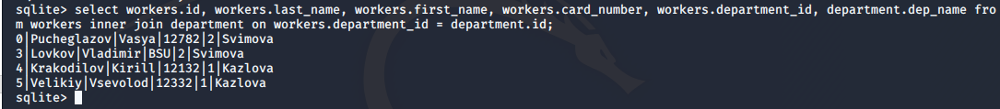 sqlite> select workers.id, workers.last_name, workers.first_name, workers.card_number, workers.department_id, department.dep_name fro
m workers inner join department on workers.department_id = department.id;
0|Pucheglazov|Vasya|12782|2|Svimova
3|Lovkov|Vladimir|BSU|2|Svimova
4|Krakodilov|Kirill|12132|1|Kazlova
5|Velikiy|Vsevolod|12332|1|Kazlova
sqlite>